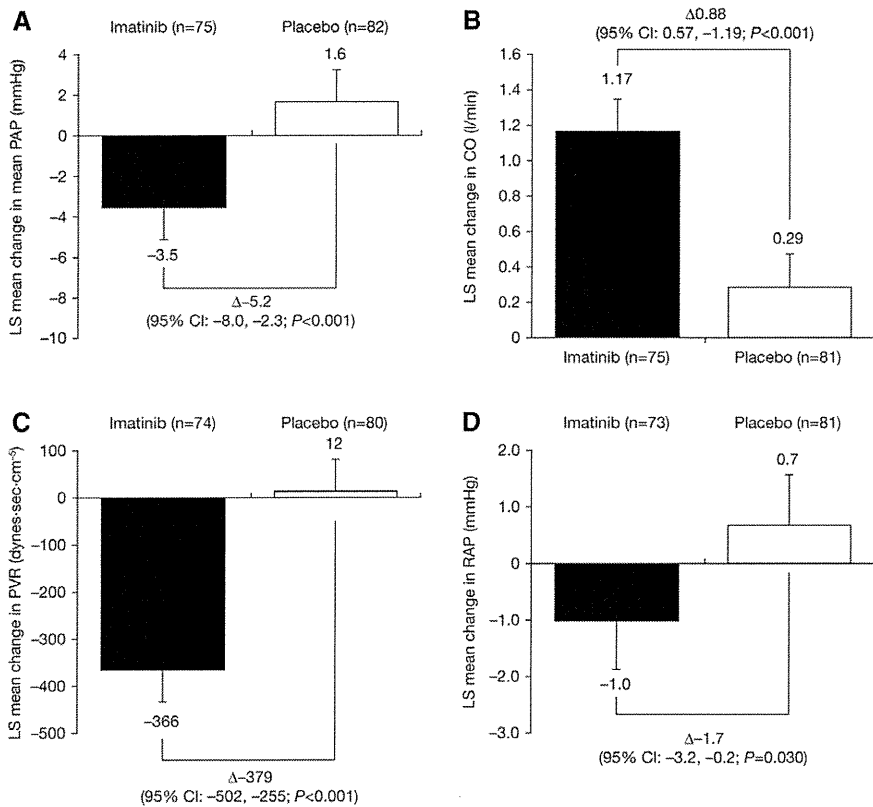 A
Imatinib (n=75)
Placebo (n=82)
LS mean change in mean PAP (mmHg)
4
2
0
−2
−4
−6
−8
−10
1.6
−3.5
Δ−5.2
(95% CI: −8.0, −2.3; P<0.001)
B
Δ0.88
(95% CI: 0.57, −1.19; P<0.001)
LS mean change in CO (l/min)
1.6
1.4
1.2
1.0
0.8
0.6
0.4
0.2
0
1.17
0.29
Imatinib (n=75)
Placebo (n=81)
C
Imatinib (n=74)
Placebo (n=80)
LS mean change in PVR (dynes·sec·cm⁻⁵)
100
0
−100
−200
−300
−400
−500
12
−366
Δ−379
(95% CI: −502, −255; P<0.001)
D
Imatinib (n=73)
Placebo (n=81)
LS mean change in RAP (mmHg)
2.0
1.0
0
−1.0
−2.0
−3.0
0.7
−1.0
Δ−1.7
(95% CI: −3.2, −0.2; P=0.030)